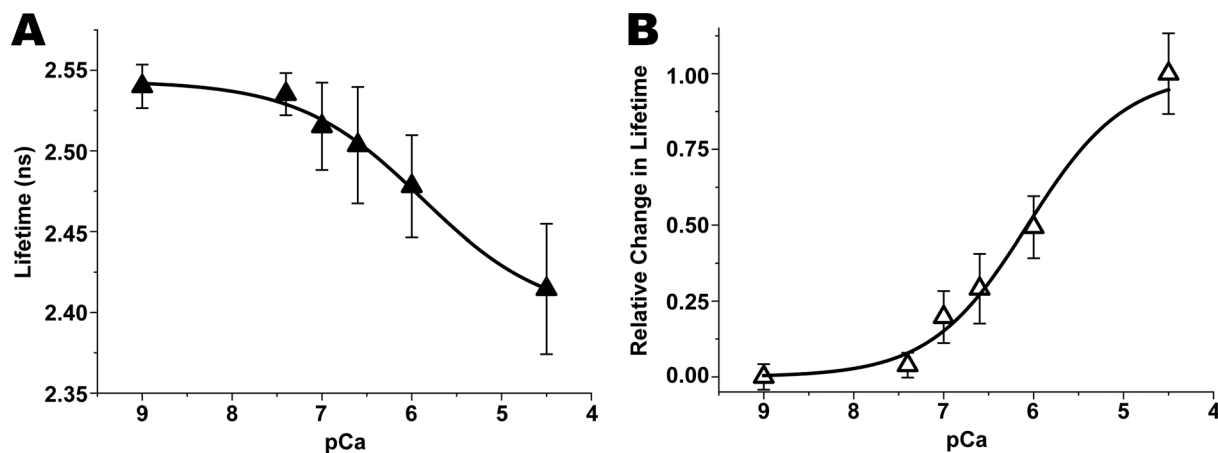 A
Lifetime (ns)
2.55
2.50
2.45
2.40
2.35
9 8 7 6 5 4
pCa
B
Relative Change in Lifetime
1.00
0.75
0.50
0.25
0.00
9 8 7 6 5 4
pCa